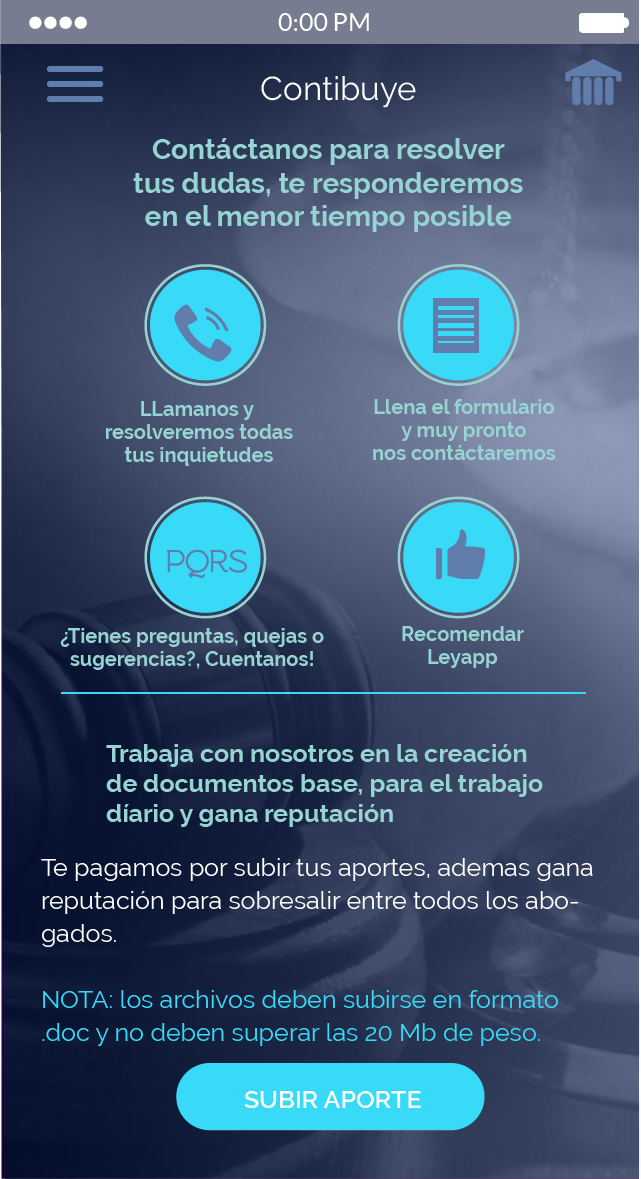 0:00 PM
Contibuye
Contáctanos para resolver
tus dudas, te responderemos
en el menor tiempo posible
LLamanos y
resolveremos todas
tus inquietudes
Llena el formulario
y muy pronto
nos contáctaremos
PQRS
¿Tienes preguntas, quejas o
sugerencias?, Cuentanos!
Recomendar
Leyapp
Trabaja con nosotros en la creación
de documentos base, para el trabajo
díario y gana reputación
Te pagamos por subir tus aportes, ademas gana
reputación para sobresalir entre todos los abo-
gados.
NOTA: los archivos deben subirse en formato
.doc y no deben superar las 20 Mb de peso.
SUBIR APORTE